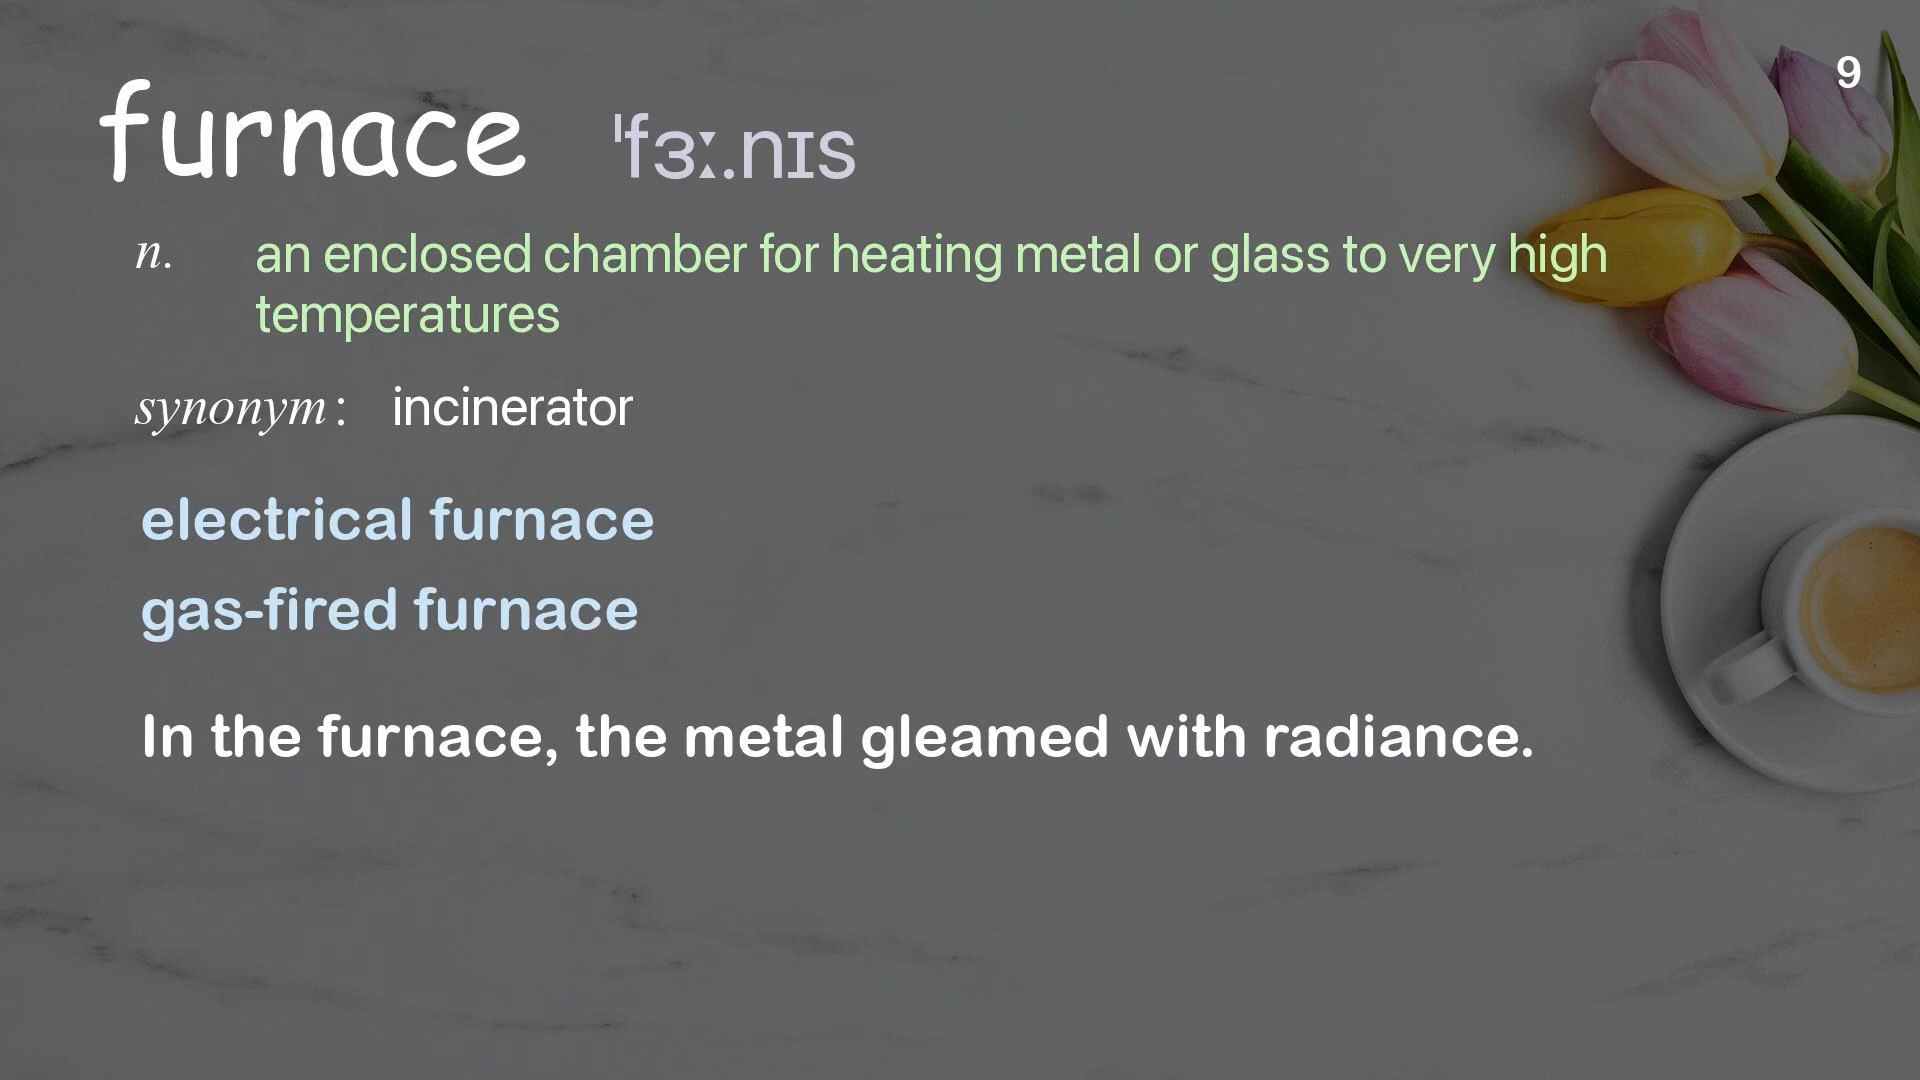 9
furnace ˈfɜː.nɪs
n. an enclosed chamber for heating metal or glass to very high
temperatures
synonym: incinerator
electrical furnace
gas-fired furnace
In the furnace, the metal gleamed with radiance.